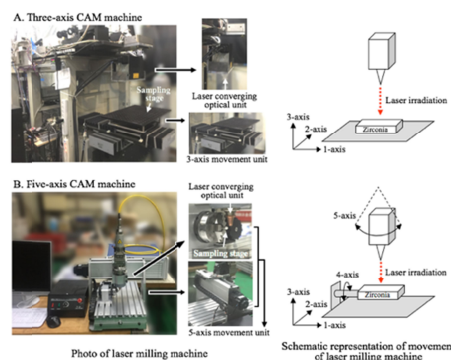 A. Three-axis CAM machine
Sampling
stage
Laser converging
optical unit
3-axis movement unit
Laser irradiation
3-axis
2-axis
1-axis
Zirconia
B. Five-axis CAM machine
Laser converging
optical unit
Sampling stage
5-axis movement unit
5-axis
Laser irradiation
4-axis
3-axis
2-axis
1-axis
Zirconia
Photo of laser milling machine
Schematic representation of movemen
of laser milling machine